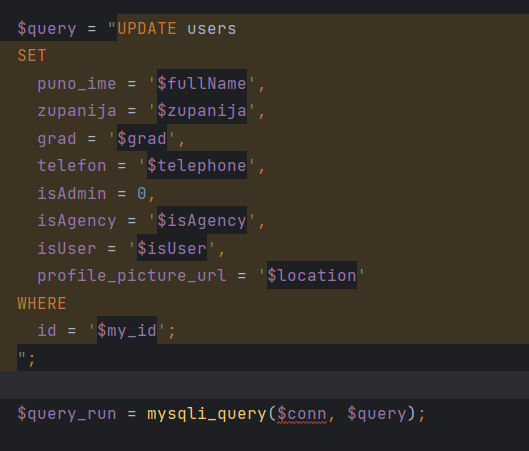 $query = "UPDATE users
SET
puno_ime = '$fullName',
zupanija = '$zupanija',
grad = '$grad',
telefon = '$telephone',
isAdmin = 0,
isAgency = '$isAgency',
isUser = '$isUser',
profile_picture_url = '$location'
WHERE
id = '$my_id';
";
$query_run = mysqli_query($conn, $query);